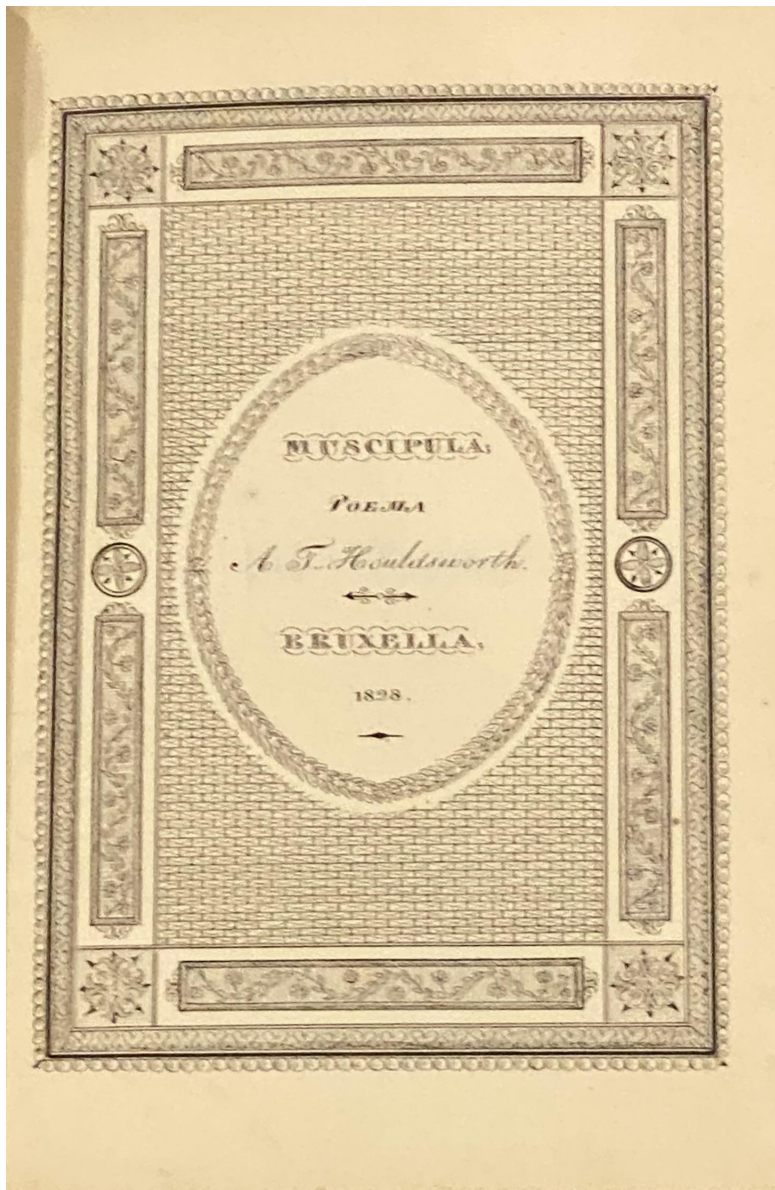 MUSCIPULA;
POEMA
A T. Houldsworth.
BRUXELLA,
1828.